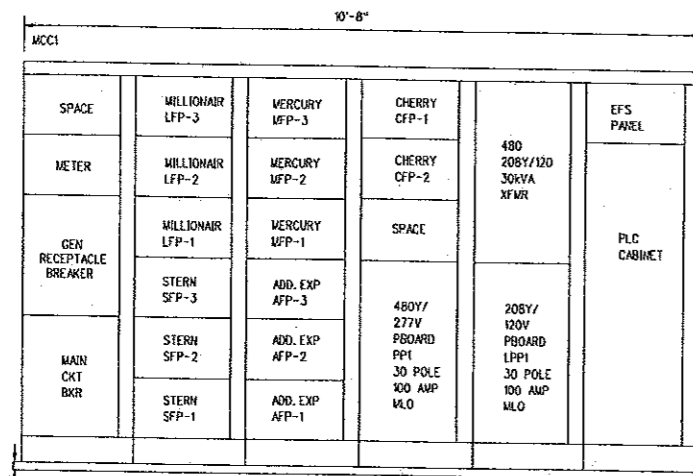 10'-8"
MCC1
SPACE
METER
GEN
RECEPTACLE
BREAKER
MAIN
CKT
BKR
MILLIONAIR
LFP-3
MILLIONAIR
LFP-2
MILLIONAIR
LFP-1
STERN
SFP-3
STERN
SFP-2
STERN
SFP-1
MERCURY
MFP-3
MERCURY
MFP-2
MERCURY
MFP-1
ADD. EXP
AFP-3
ADD. EXP
AFP-2
ADD. EXP
AFP-1
CHERRY
CFP-1
CHERRY
CFP-2
SPACE
480Y/
277V
PBOARD
PP1
30 POLE
100 AMP
MLO
480
208Y/120
30kVA
XFMR
208Y/
120V
PBOARD
LPP1
30 POLE
100 AMP
MLO
EFS
PANEL
PLC
CABINET